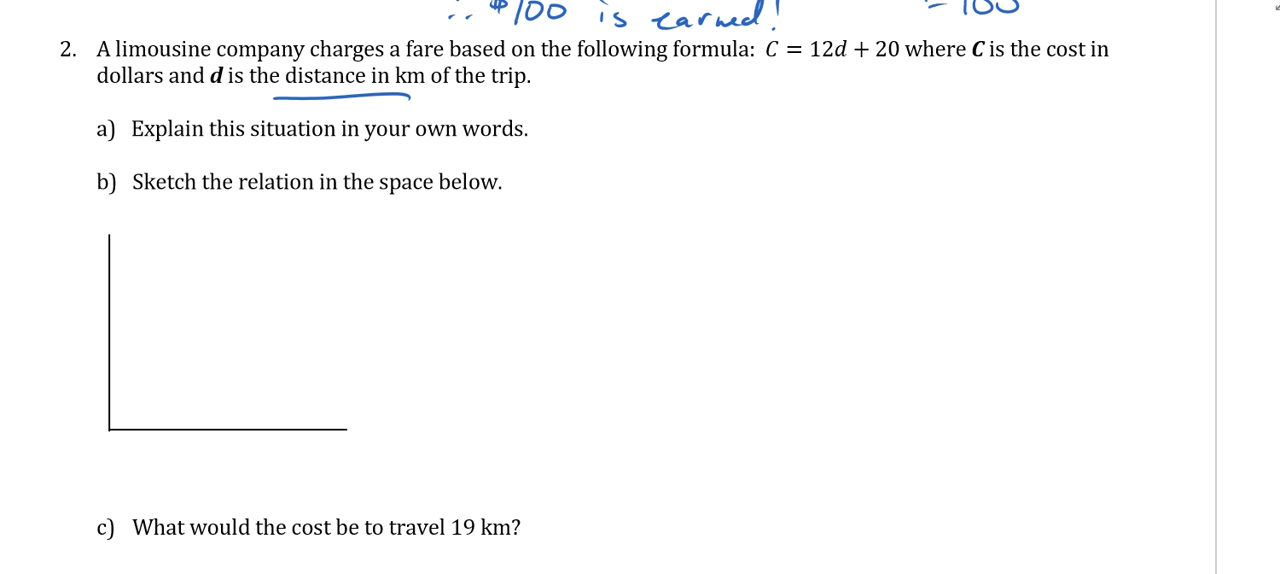 ∴ $100 is earned!
= 100
2. A limousine company charges a fare based on the following formula: C = 12d + 20 where C is the cost in
dollars and d is the distance in km of the trip.
a) Explain this situation in your own words.
b) Sketch the relation in the space below.
c) What would the cost be to travel 19 km?